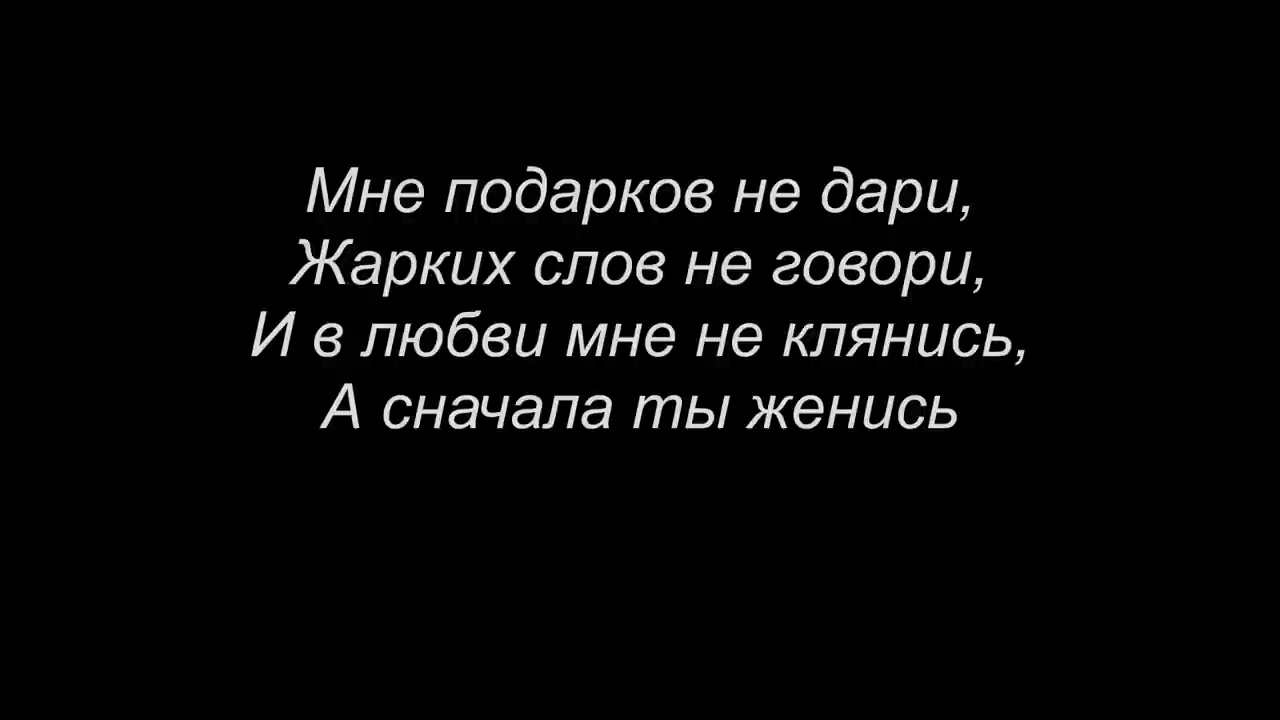 Мне подарков не дари,
Жарких слов не говори,
И в любви мне не клянись,
А сначала ты женись